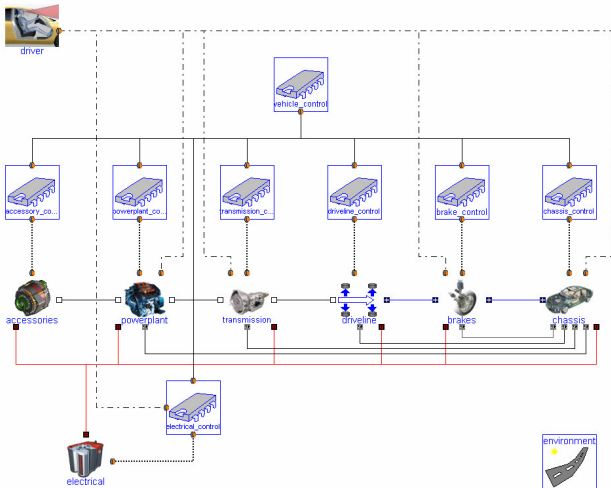 driver
vehicle_control
accessory_co...
powerplant_co...
transmission_c...
driveline_control
brake_control
chassis_control
accessories
powerplant
transmission
driveline
brakes
chassis
electrical_control
environment
electrical